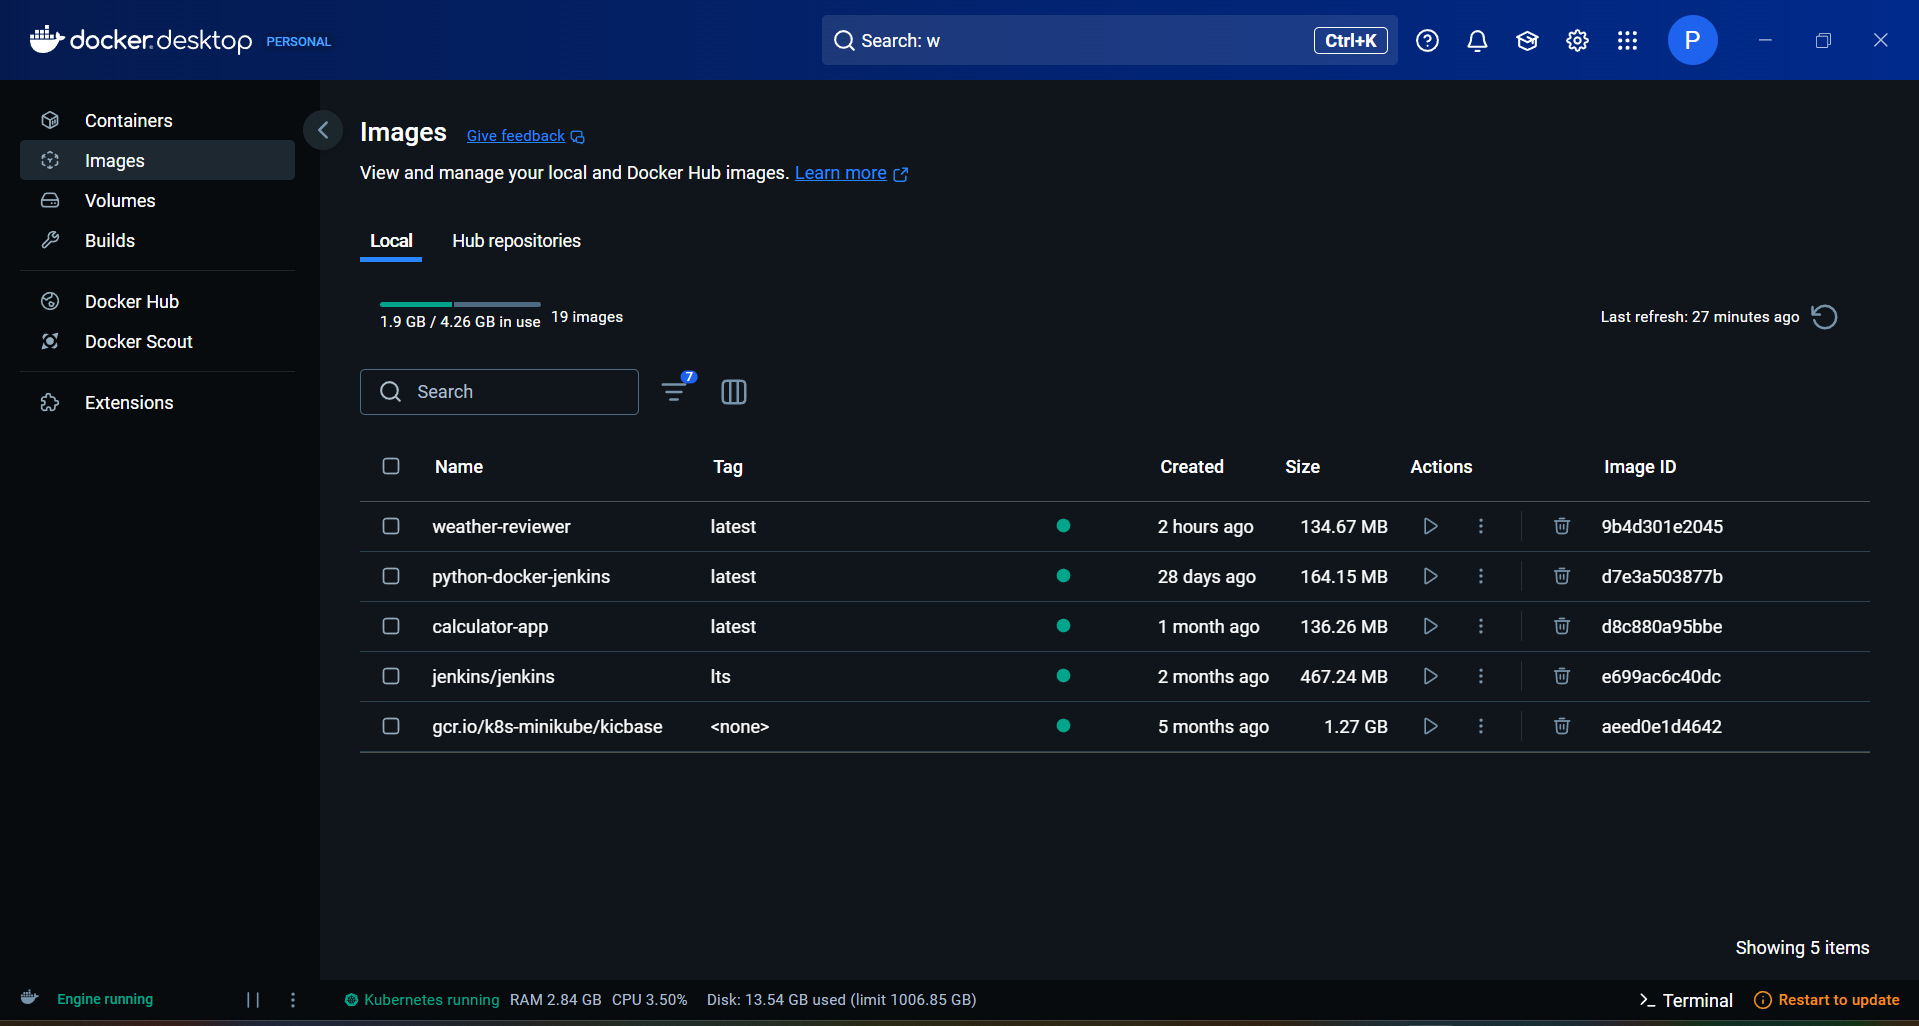 docker.desktop PERSONAL
Search: w
Ctrl+K
P
Containers
Images
Volumes
Builds
Docker Hub
Docker Scout
Extensions
Images Give feedback
View and manage your local and Docker Hub images. Learn more
Local Hub repositories
1.9 GB / 4.26 GB in use 19 images
Last refresh: 27 minutes ago
Search
7
Name Tag Created Size Actions Image ID
weather-reviewer latest 2 hours ago 134.67 MB 9b4d301e2045
python-docker-jenkins latest 28 days ago 164.15 MB d7e3a503877b
calculator-app latest 1 month ago 136.26 MB d8c880a95bbe
jenkins/jenkins lts 2 months ago 467.24 MB e699ac6c40dc
gcr.io/k8s-minikube/kicbase <none> 5 months ago 1.27 GB aeed0e1d4642
Showing 5 items
Engine running
Kubernetes running RAM 2.84 GB CPU 3.50% Disk: 13.54 GB used (limit 1006.85 GB)
Terminal
Restart to update